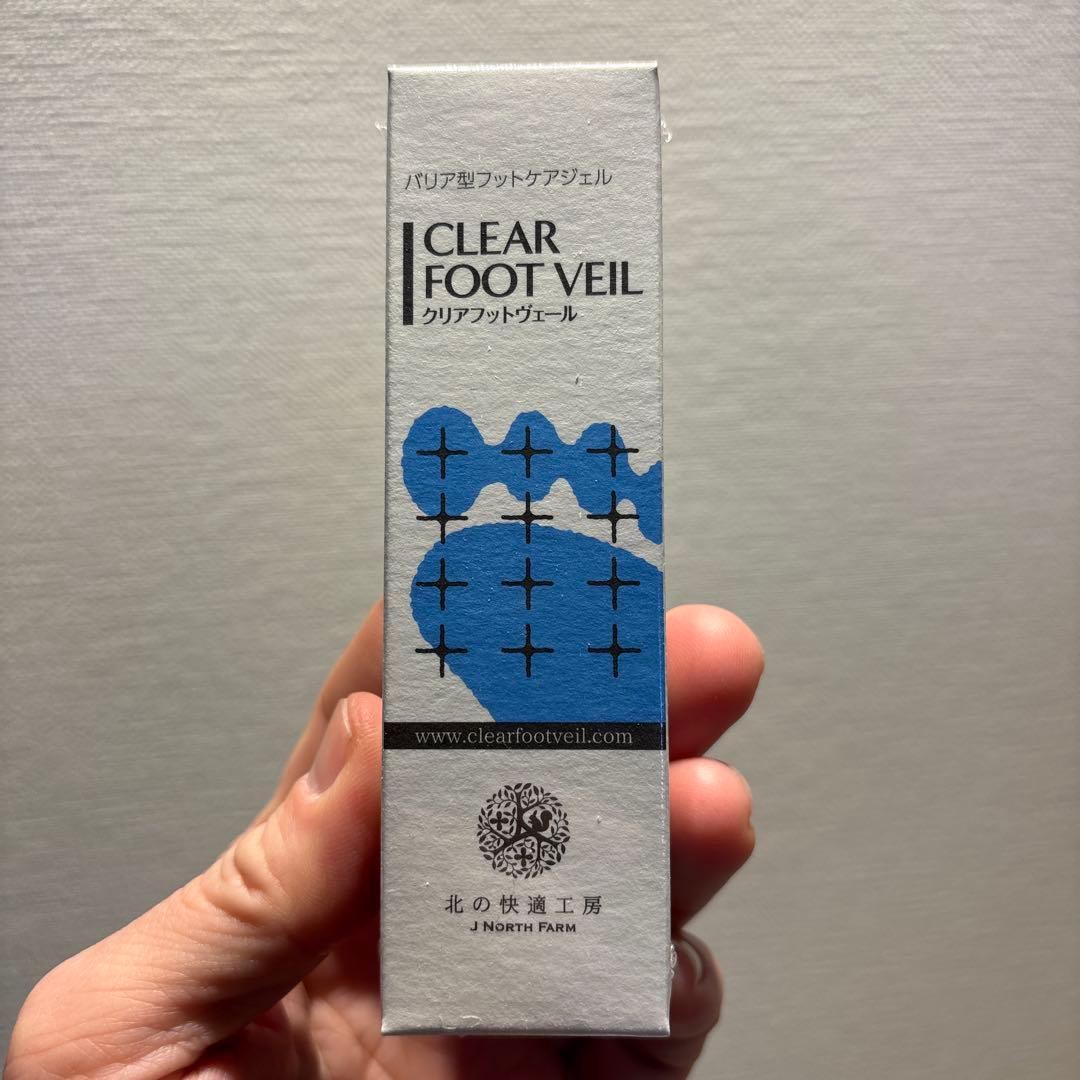 バリア型フットケアジェル
CLEAR
FOOT VEIL
クリアフットヴェール
www.clearfootveil.com
北の快適工房
J NORTH FARM